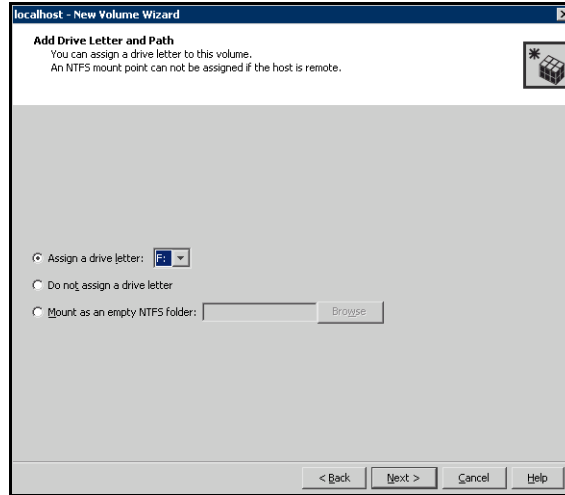 localhost - New Volume Wizard
Add Drive Letter and Path
You can assign a drive letter to this volume.
An NTFS mount point can not be assigned if the host is remote.
Assign a drive letter: F:
Do not assign a drive letter
Mount as an empty NTFS folder: Browse
< Back Next > Cancel Help